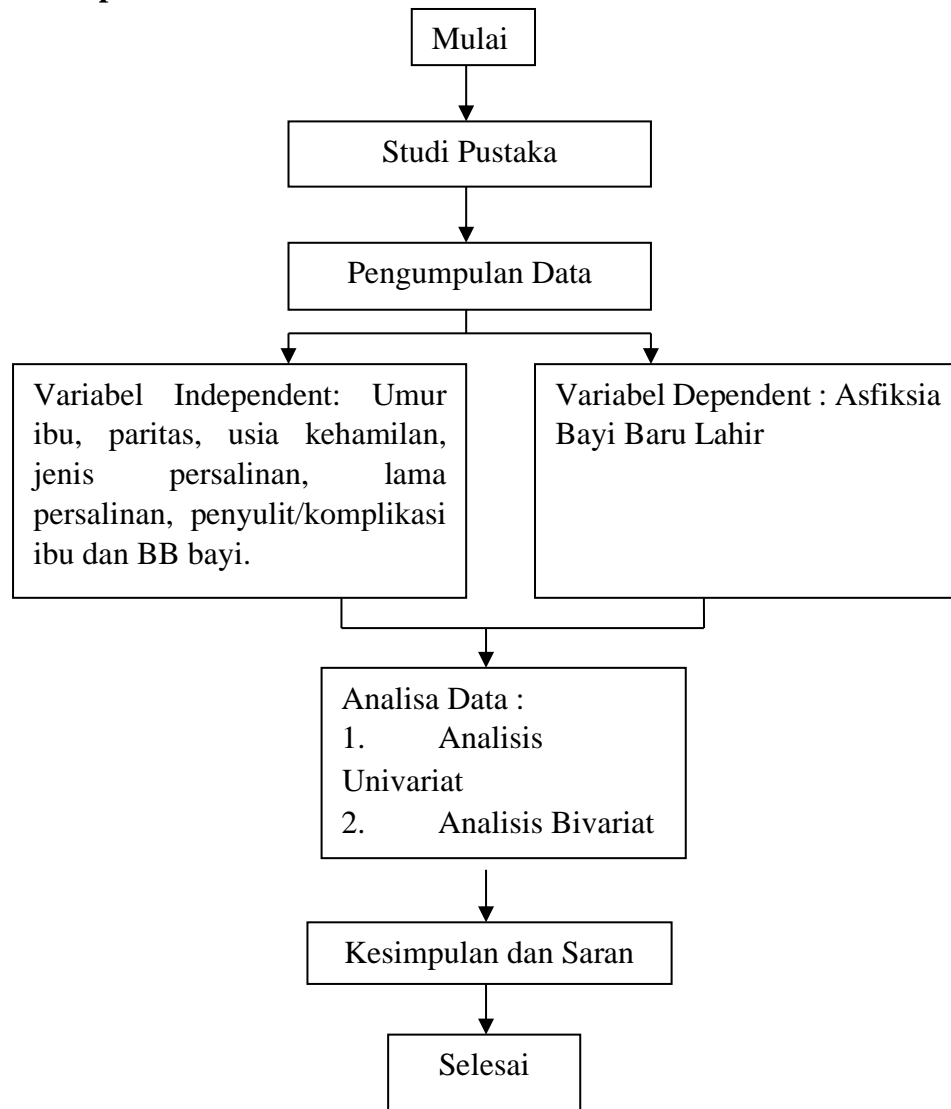 Mulai
Studi Pustaka
Pengumpulan Data
Variabel Independent: Umur
ibu, paritas, usia kehamilan,
jenis persalinan, lama
persalinan, penyulit/komplikasi
ibu dan BB bayi.
Variabel Dependent : Asfiksia
Bayi Baru Lahir
Analisa Data :
1. Analisis
Univariat
2. Analisis Bivariat
Kesimpulan dan Saran
Selesai